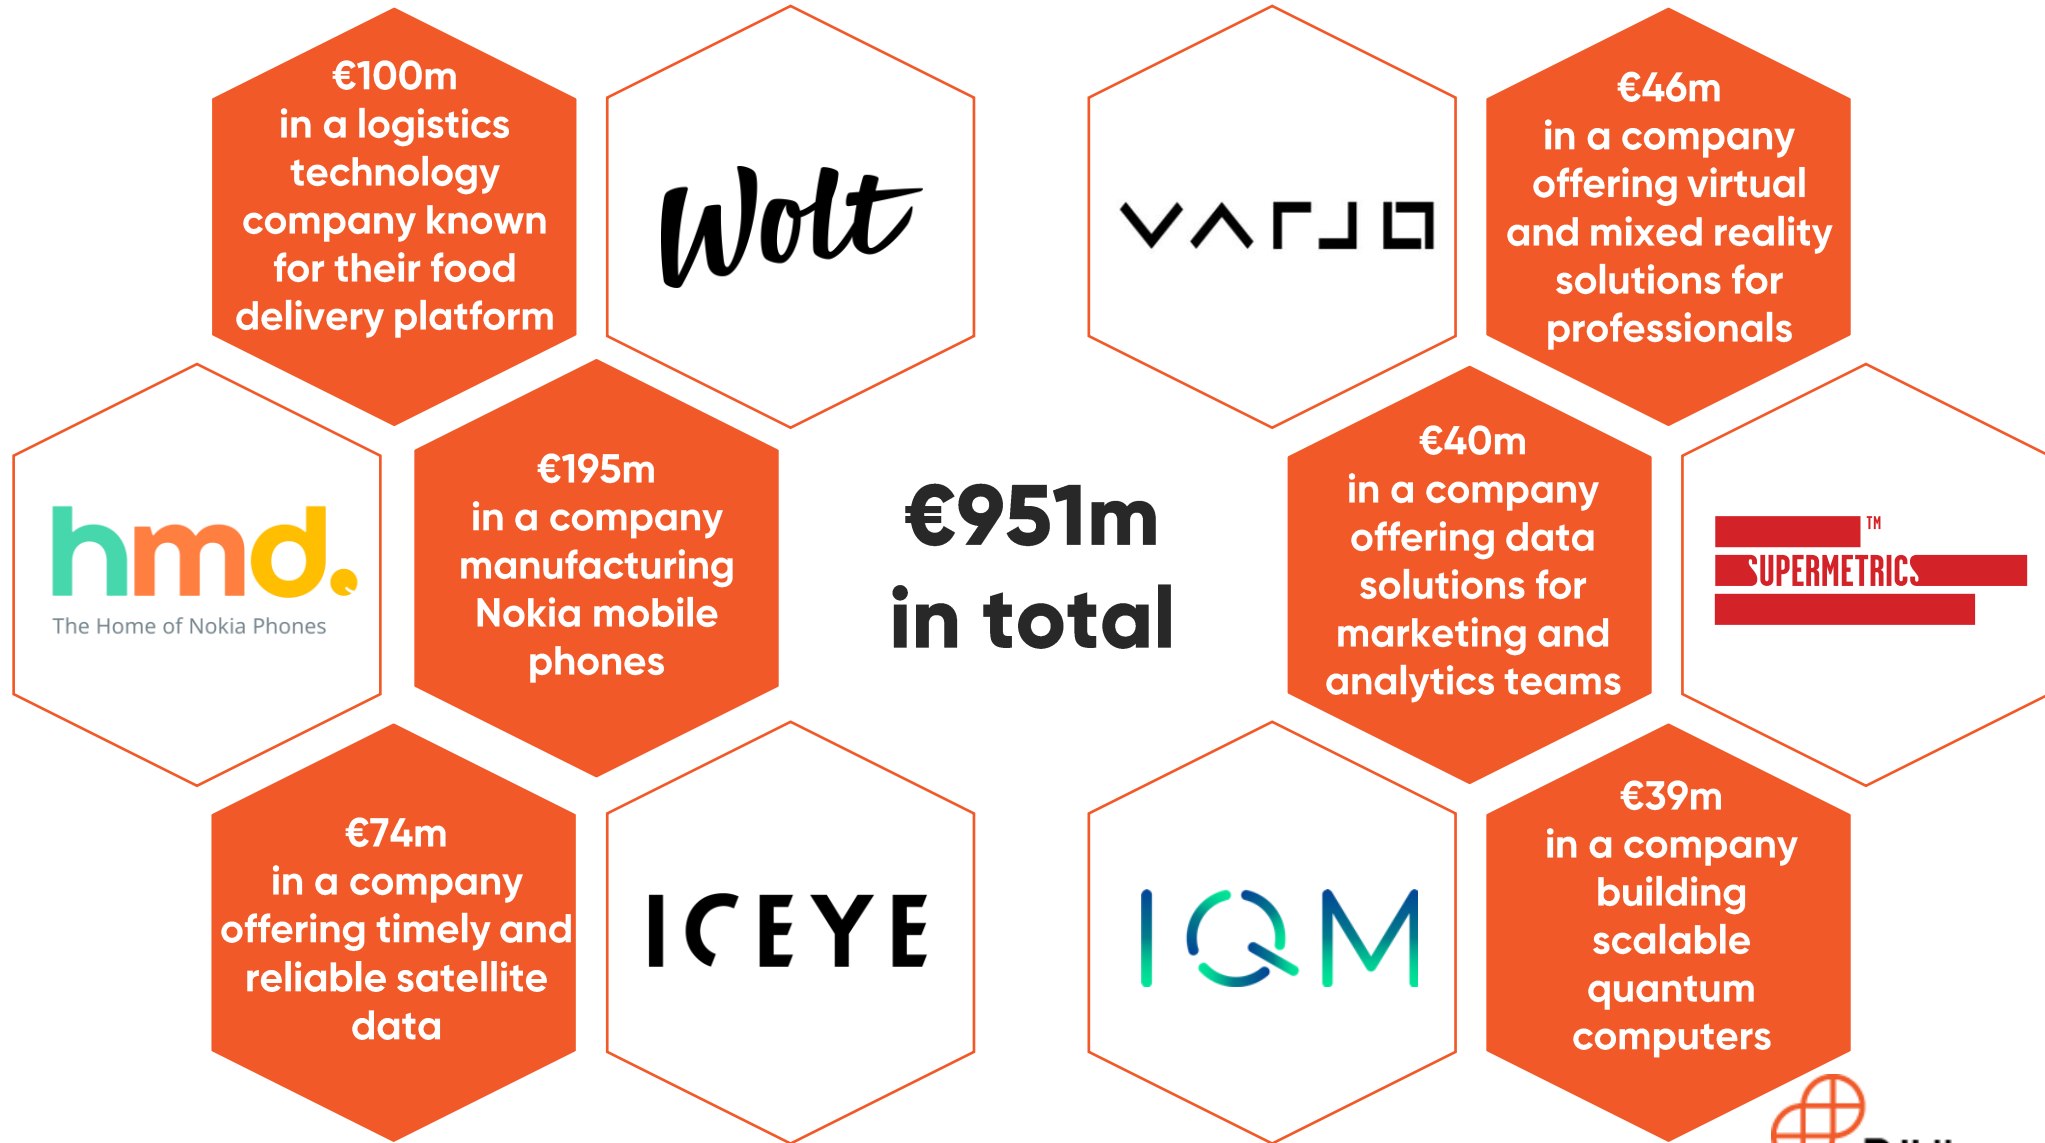 €100m
in a logistics
technology
company known
for their food
delivery platform
Wolt
VARJO
€46m
in a company
offering virtual
and mixed reality
solutions for
professionals
hmd.
The Home of Nokia Phones
€195m
in a company
manufacturing
Nokia mobile
phones
€951m
in total
€40m
in a company
offering data
solutions for
marketing and
analytics teams
TM
SUPERMETRICS
€74m
in a company
offering timely and
reliable satellite
data
ICEYE
IQM
€39m
in a company
building
scalable
quantum
computers